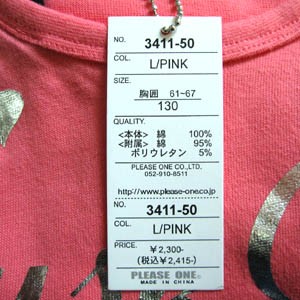 NO. 3411-50
COL. L/PINK
SIZE.
胸囲 61~67
130
QUALITY.
<本体> 綿 100%
<附属> 綿 95%
ポリウレタン 5%
PLEASE ONE CO.,LTD.
052-910-8511
http://www.please-one.co.jp
NO. 3411-50
COL. L/PINK
PRICE. ￥2,300-
(税込￥2,415-)
PLEASE ONE.
MADE IN CHINA